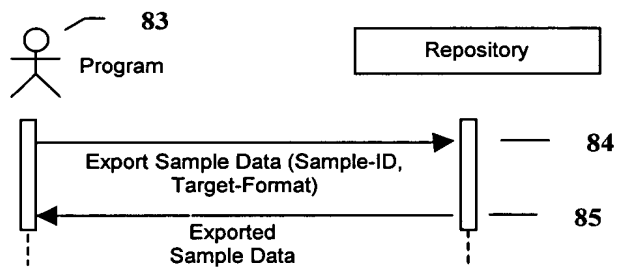 83
Program
Repository
Export Sample Data (Sample-ID,
Target-Format)
84
Exported
Sample Data
85